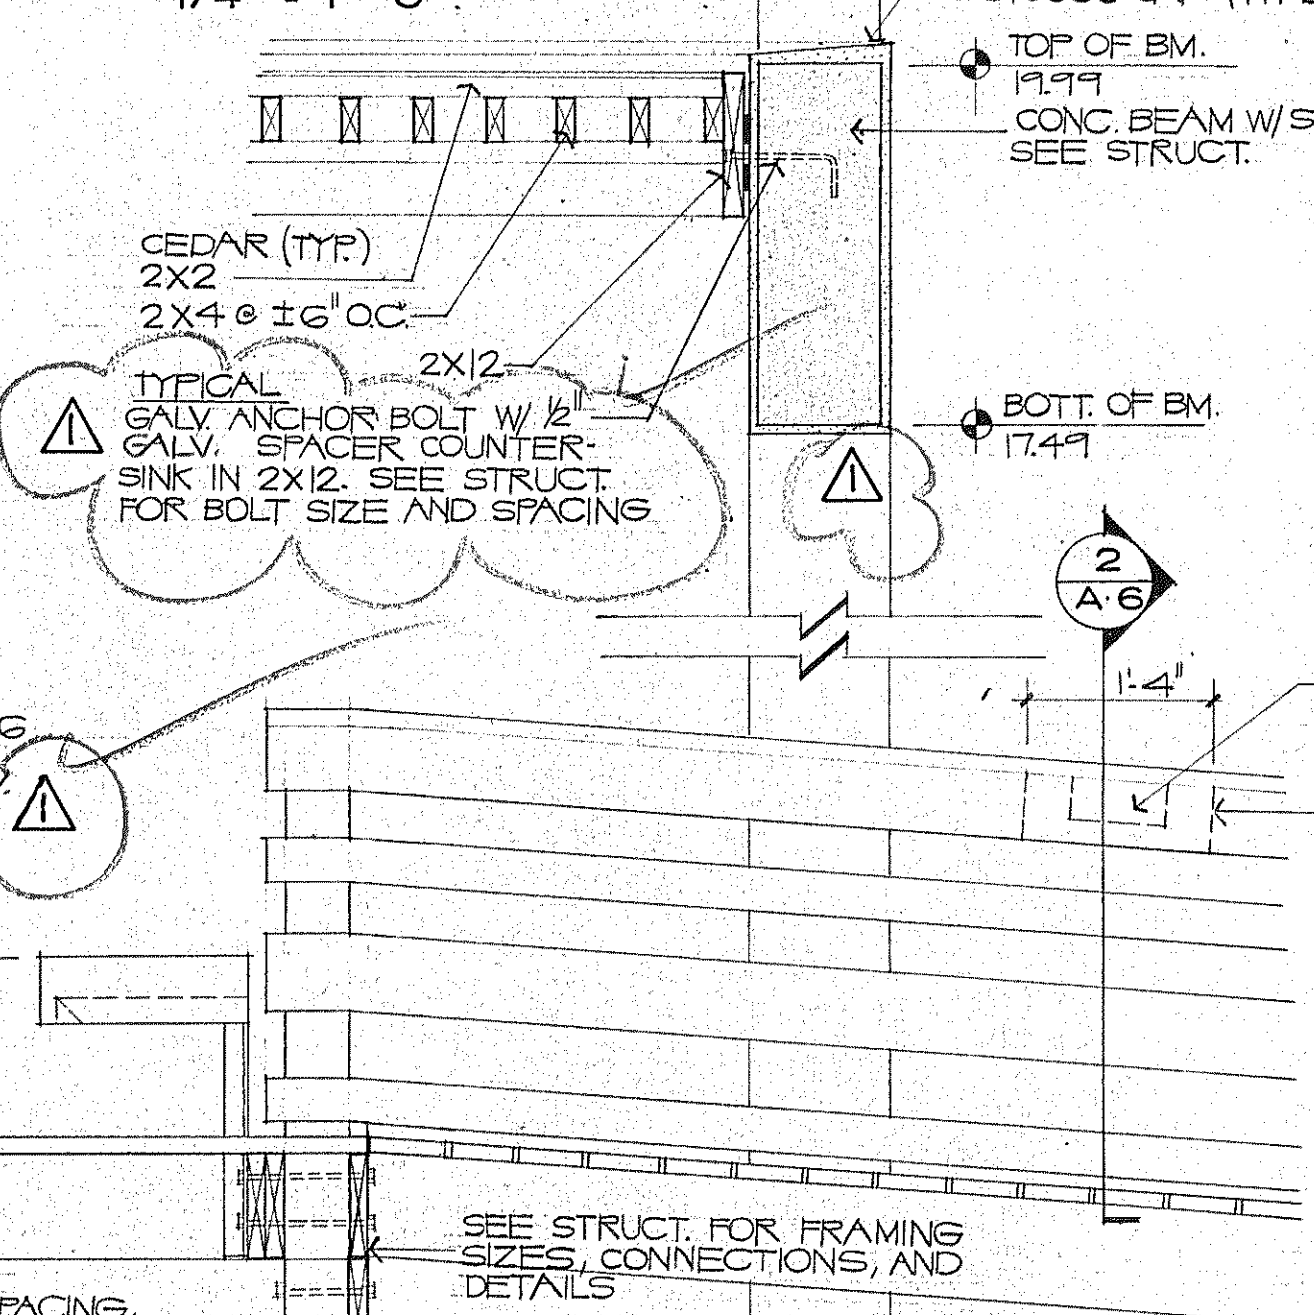 TOP OF BM.
19.99
CONC. BEAM W/
SEE STRUCT.
CEDAR (TYP.)
2X2
2X4 @ ±6" O.C.
2X12
TYPICAL
GALV. ANCHOR BOLT W/ 1/2"
GALV. SPACER COUNTER-
SINK IN 2X12. SEE STRUCT.
FOR BOLT SIZE AND SPACING
1
BOTT. OF BM.
17.49
1
2
A·6
1'-4"
1
SEE STRUCT. FOR FRAMING
SIZES, CONNECTIONS, AND
DETAILS